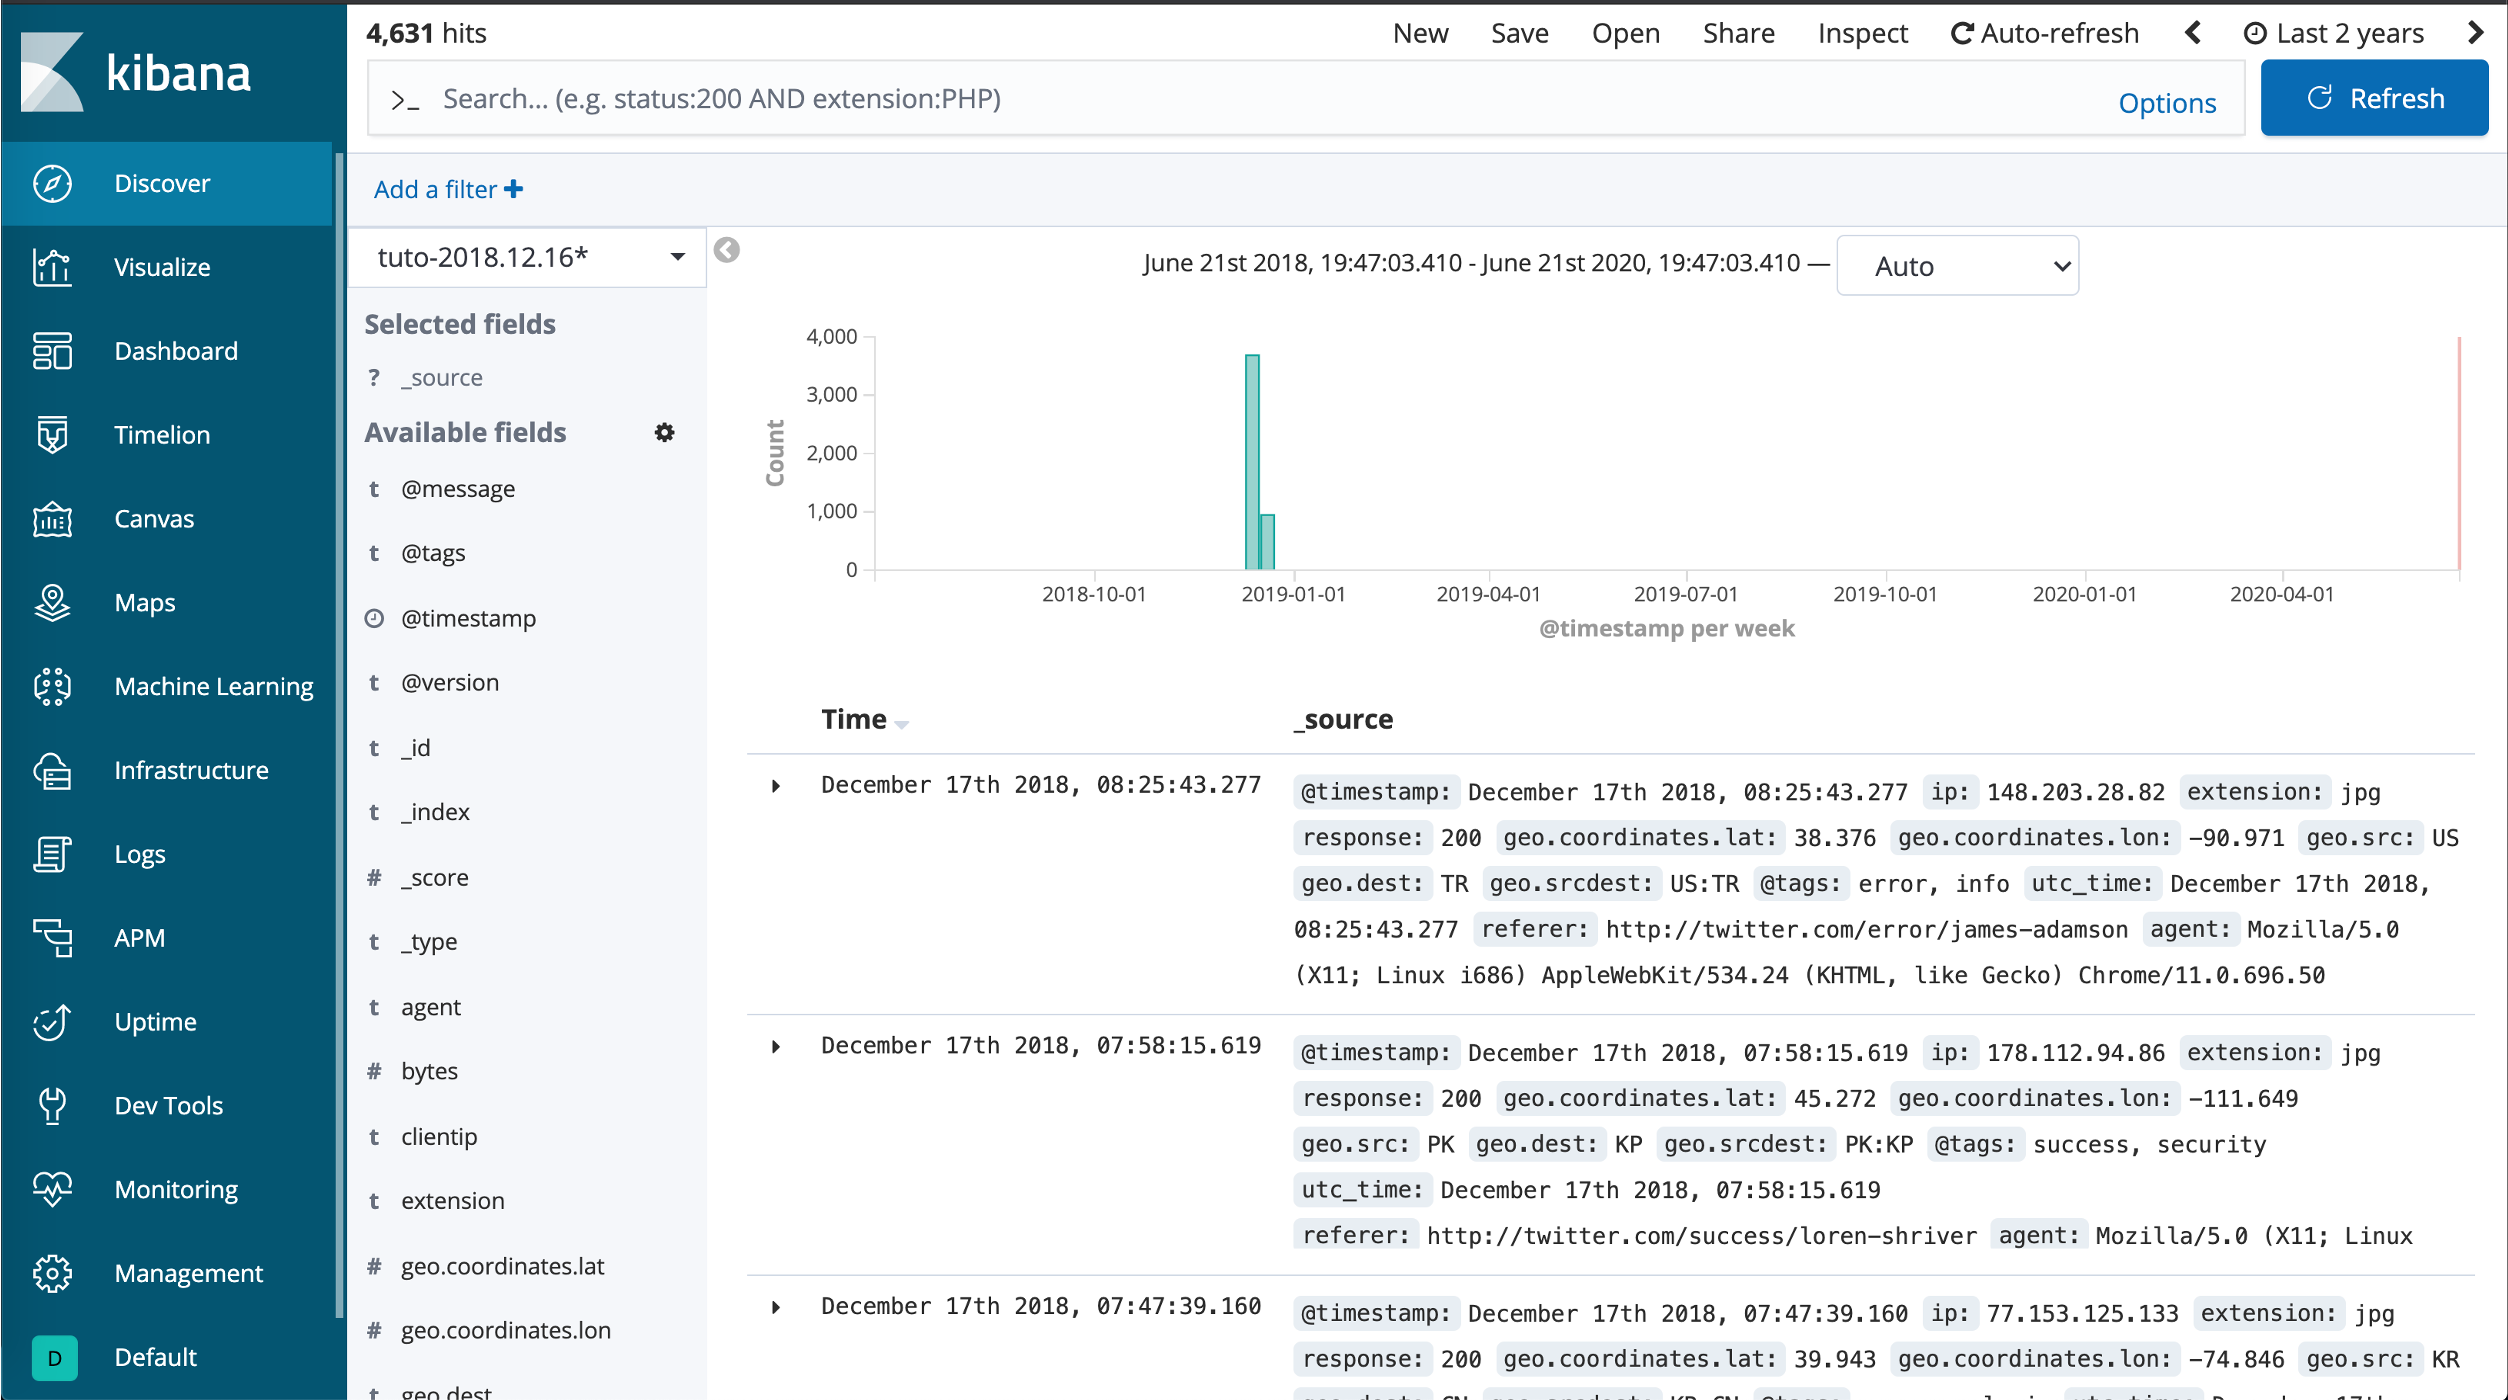 kibana
Discover
Visualize
Dashboard
Timelion
Canvas
Maps
Machine Learning
Infrastructure
Logs
APM
Uptime
Dev Tools
Monitoring
Management
D Default
4,631 hits
New Save Open Share Inspect Auto-refresh Last 2 years
>_ Search... (e.g. status:200 AND extension:PHP) Options Refresh
Add a filter +
tuto-2018.12.16*
Selected fields
? _source
Available fields
t @message
t @tags
@timestamp
t @version
t _id
t _index
# _score
t _type
t agent
# bytes
t clientip
t extension
# geo.coordinates.lat
# geo.coordinates.lon
t geo.dest
June 21st 2018, 19:47:03.410 - June 21st 2020, 19:47:03.410 — Auto
Count
4,000
3,000
2,000
1,000
0
2018-10-01 2019-01-01 2019-04-01 2019-07-01 2019-10-01 2020-01-01 2020-04-01
@timestamp per week
Time _source
December 17th 2018, 08:25:43.277 @timestamp: December 17th 2018, 08:25:43.277 ip: 148.203.28.82 extension: jpg
response: 200 geo.coordinates.lat: 38.376 geo.coordinates.lon: -90.971 geo.src: US
geo.dest: TR geo.srcdest: US:TR @tags: error, info utc_time: December 17th 2018,
08:25:43.277 referer: http://twitter.com/error/james-adamson agent: Mozilla/5.0
(X11; Linux i686) AppleWebKit/534.24 (KHTML, like Gecko) Chrome/11.0.696.50
December 17th 2018, 07:58:15.619 @timestamp: December 17th 2018, 07:58:15.619 ip: 178.112.94.86 extension: jpg
response: 200 geo.coordinates.lat: 45.272 geo.coordinates.lon: -111.649
geo.src: PK geo.dest: KP geo.srcdest: PK:KP @tags: success, security
utc_time: December 17th 2018, 07:58:15.619
referer: http://twitter.com/success/loren-shriver agent: Mozilla/5.0 (X11; Linux
December 17th 2018, 07:47:39.160 @timestamp: December 17th 2018, 07:47:39.160 ip: 77.153.125.133 extension: jpg
response: 200 geo.coordinates.lat: 39.943 geo.coordinates.lon: -74.846 geo.src: KR